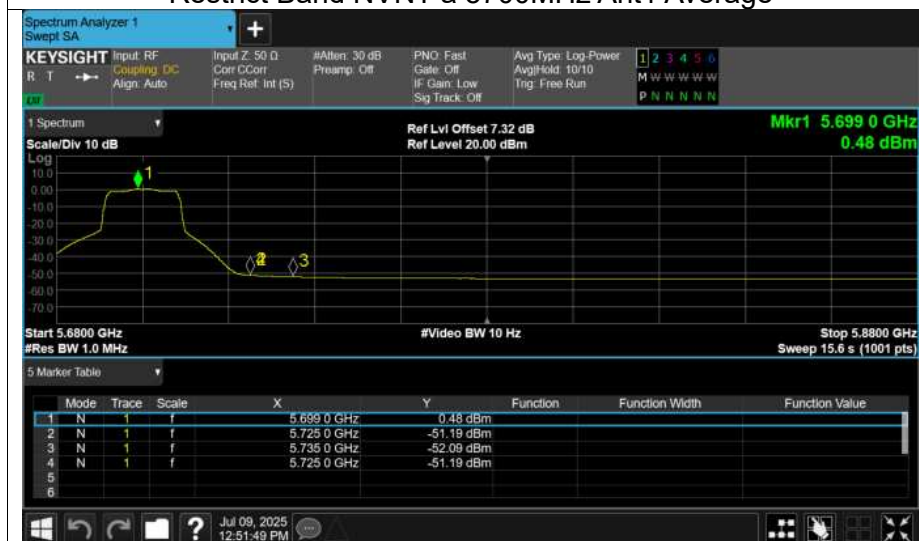 Restrict Band NVNT a 5700MHz Ant1 Average
Spectrum Analyzer 1
Swept SA
+
KEYSIGHT Input: RF Input Z: 50 Ω #Atten: 30 dB PNO: Fast Avg Type: Log-Power 1 2 3 4 5 6
R T Coupling: DC Corr CCorr Preamp: Off Gate: Off Avg|Hold: 10/10 M W W W W W
Align: Auto Freq Ref: Int (S) IF Gain: Low Trig: Free Run
Sig Track: Off P N N N N N
1 Spectrum Ref Lvl Offset 7.32 dB Mkr1 5.699 0 GHz
Scale/Div 10 dB Ref Level 20.00 dBm 0.48 dBm
Log
10.0
0.00
-10.0
-20.0
-30.0
-40.0
-50.0
-60.0
-70.0
1
2
3
Start 5.6800 GHz #Video BW 10 Hz Stop 5.8800 GHz
#Res BW 1.0 MHz Sweep 15.6 s (1001 pts)
5 Marker Table
Mode Trace Scale X Y Function Function Width Function Value
1 N 1 f 5.699 0 GHz 0.48 dBm
2 N 1 f 5.725 0 GHz -51.19 dBm
3 N 1 f 5.735 0 GHz -52.09 dBm
4 N 1 f 5.725 0 GHz -51.19 dBm
5
6
? Jul 09, 2025
12:51:49 PM